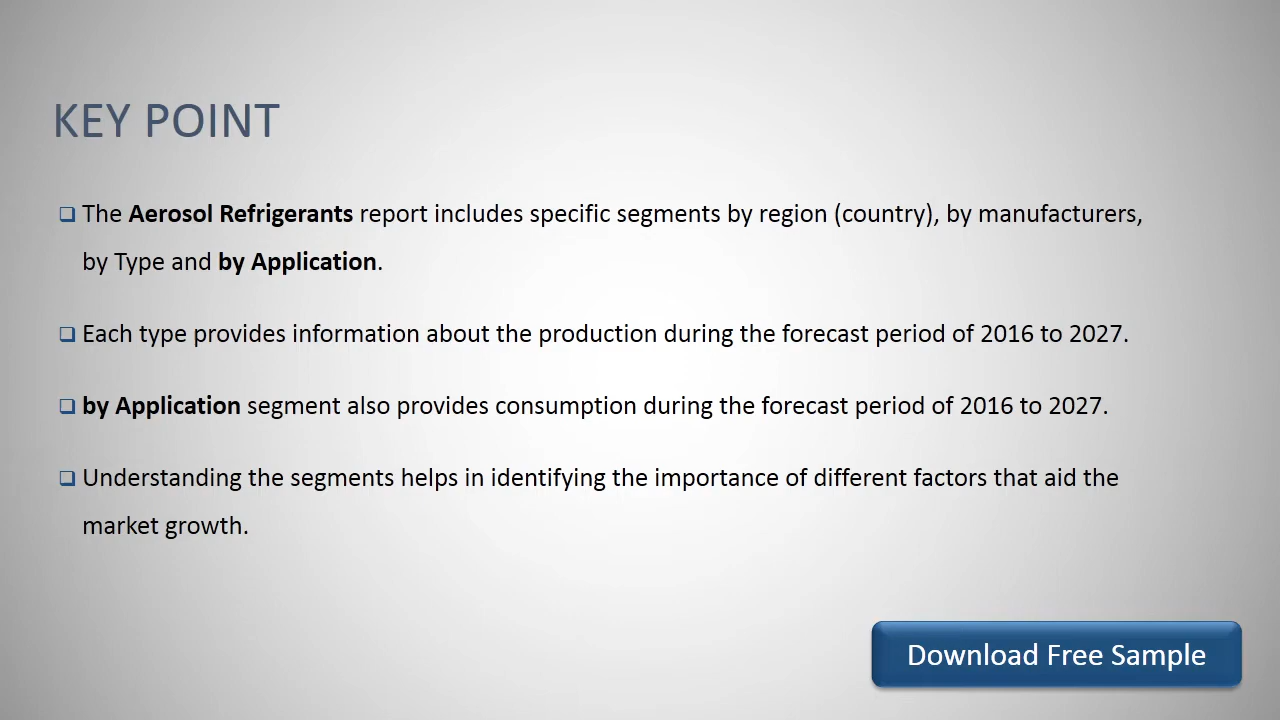 KEY POINT
The Aerosol Refrigerants report includes specific segments by region (country), by manufacturers,
by Type and by Application.
Each type provides information about the production during the forecast period of 2016 to 2027.
by Application segment also provides consumption during the forecast period of 2016 to 2027.
Understanding the segments helps in identifying the importance of different factors that aid the
market growth.
Download Free Sample